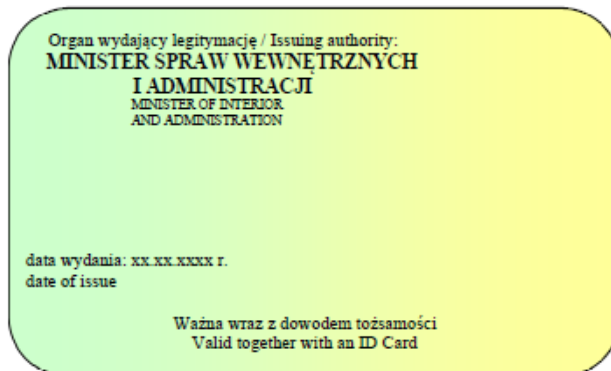 Organ wydający legitymację / Issuing authority:
MINISTER SPRAW WEWNĘTRZNYCH
I ADMINISTRACJI
MINISTER OF INTERIOR
AND ADMINISTRATION
data wydania: xx.xx.xxxx r.
date of issue
Ważna wraz z dowodem tożsamości
Valid together with an ID Card